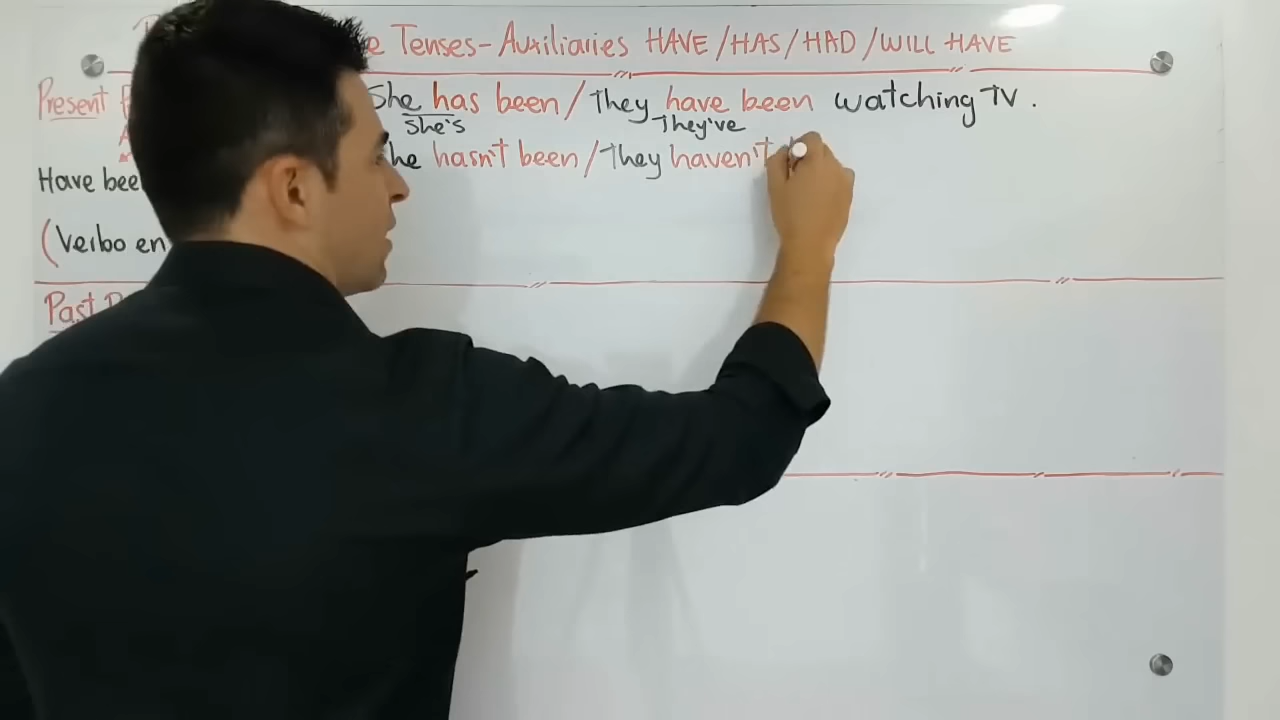 Tenses-Auxiliaries HAVE/HAS/HAD/WILL HAVE
Present She has been/They have been watching TV.
She's They've
hasn't been/They haven't
Have bee
(Verbo en
Past